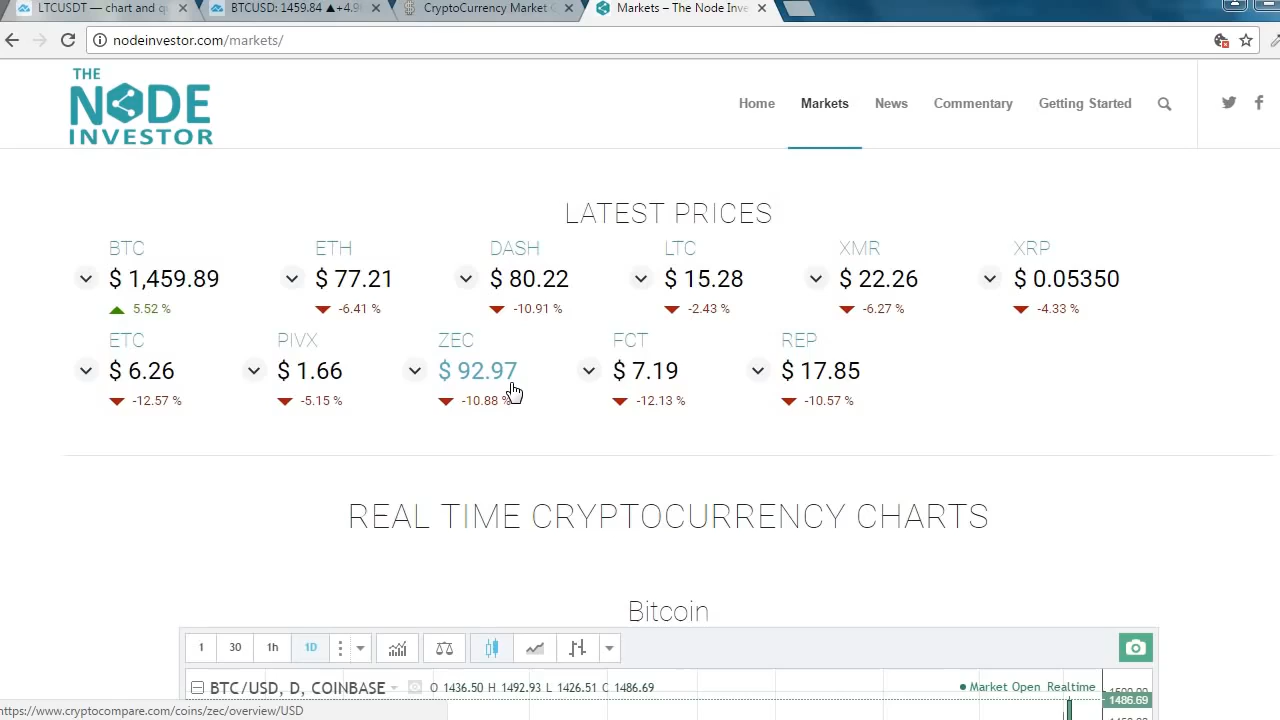 LTCUSDT — chart and q
BTCUSD: 1459.84 ▲+4.9
CryptoCurrency Market
Markets – The Node Inve
nodeinvestor.com/markets/
THE
NODE
INVESTOR
Home
Markets
News
Commentary
Getting Started
LATEST PRICES
BTC
ETH
DASH
LTC
XMR
XRP
$ 1,459.89
$ 77.21
$ 80.22
$ 15.28
$ 22.26
$ 0.05350
5.52 %
-6.41 %
-10.91 %
-2.43 %
-6.27 %
-4.33 %
ETC
PIVX
ZEC
FCT
REP
$ 6.26
$ 1.66
$ 92.97
$ 7.19
$ 17.85
-12.57 %
-5.15 %
-10.88 %
-12.13 %
-10.57 %
REAL TIME CRYPTOCURRENCY CHARTS
Bitcoin
1 30 1h 1D
BTC/USD, D, COINBASE O 1436.50 H 1492.93 L 1426.51 C 1486.69
Market Open Realtime
1500.00
1486.69
https://www.cryptocompare.com/coins/zec/overview/USD